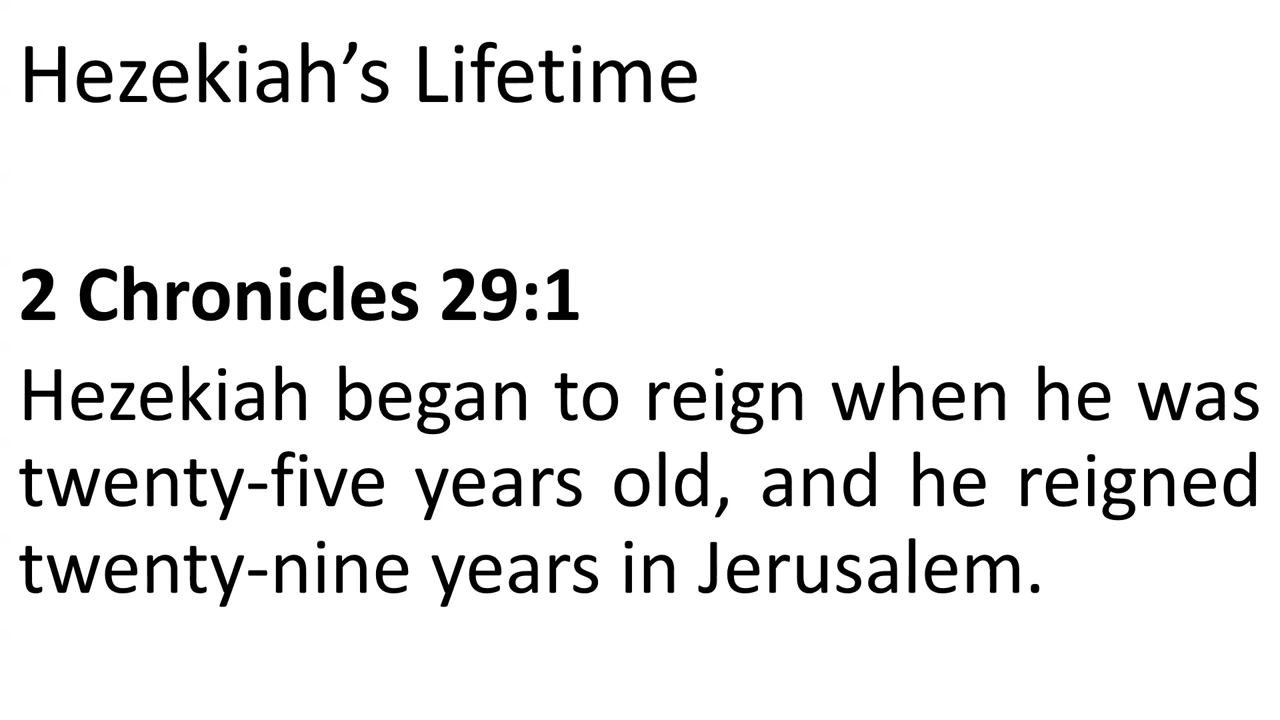 Hezekiah’s Lifetime
2 Chronicles 29:1
Hezekiah began to reign when he was
twenty-five years old, and he reigned
twenty-nine years in Jerusalem.